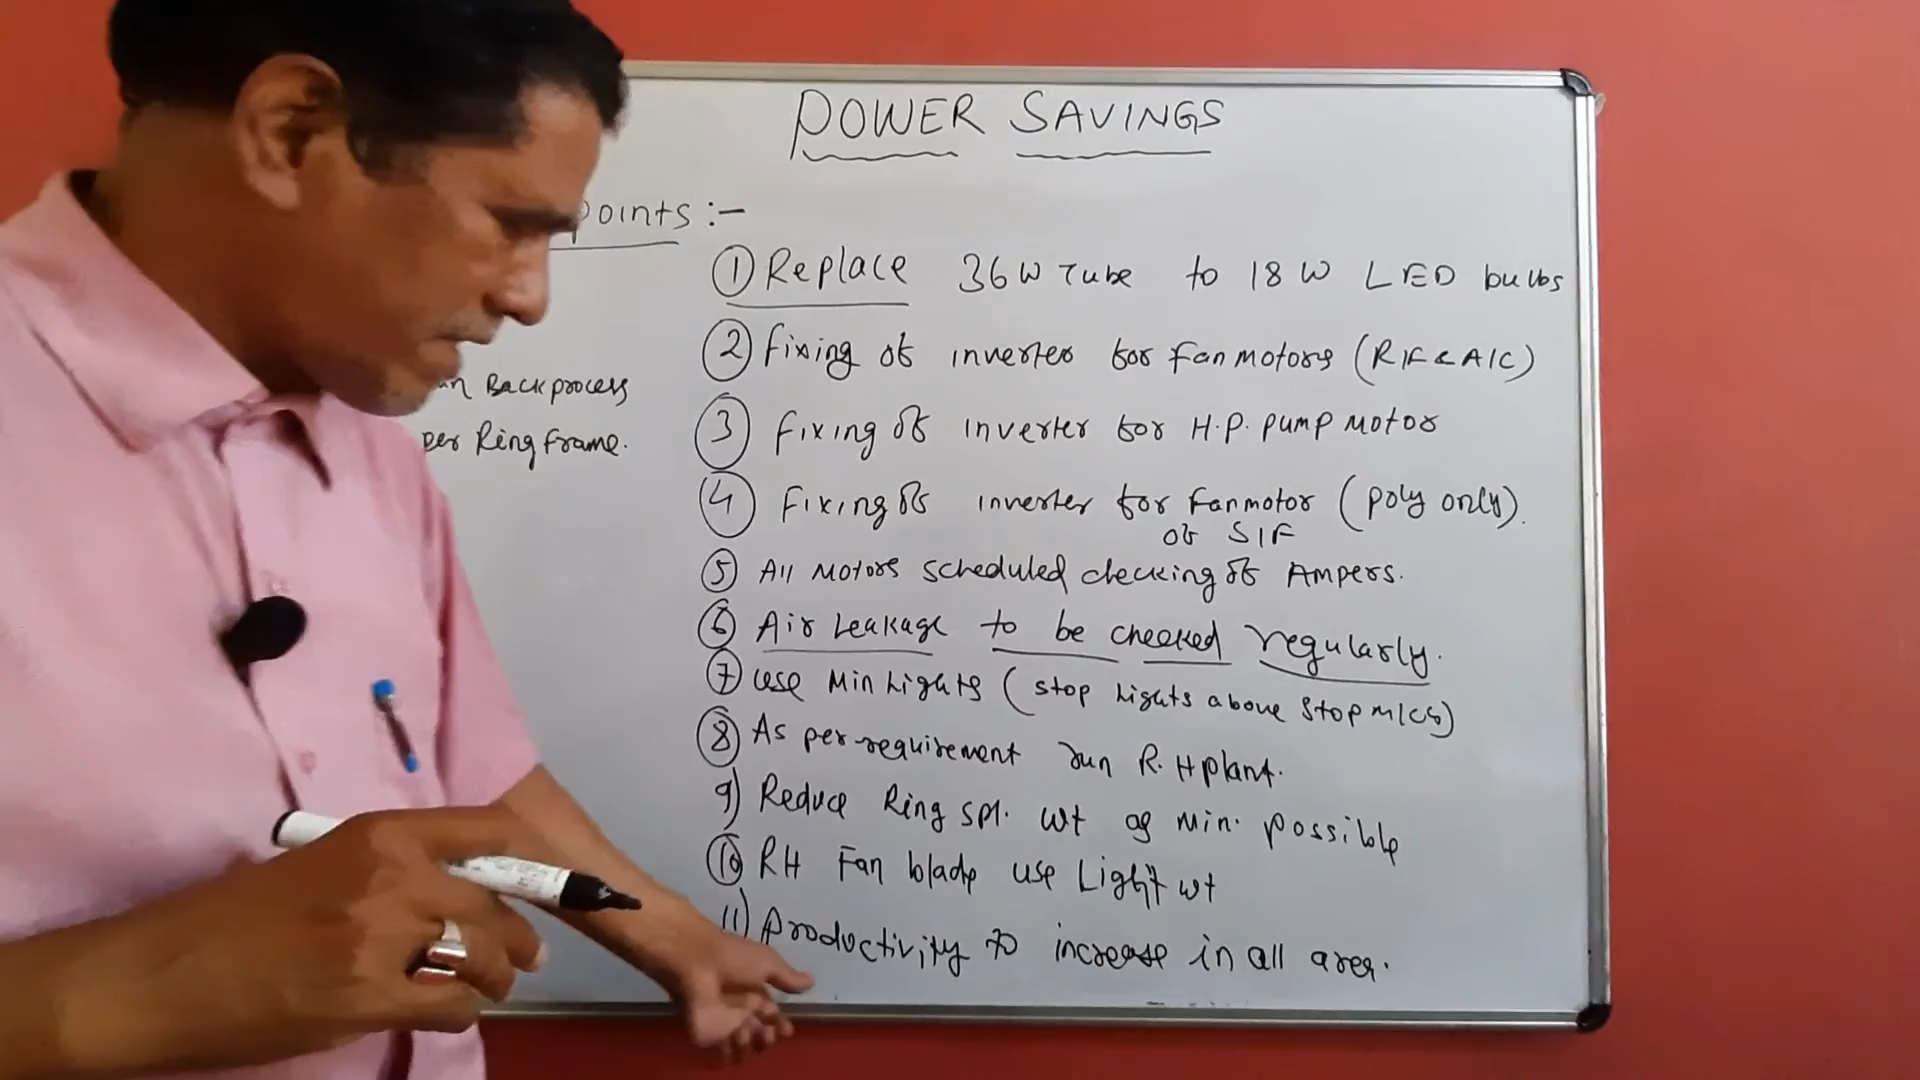 POWER SAVINGS
Points :-
① Replace 36W Tube to 18W LED bulbs
② Fixing of inverter for Fan motors (R/F & A/C)
③ Fixing of inverter for H.P. pump motor
④ Fixing of inverter for Fanmotor (poly only).
of S/F
⑤ All Motors scheduled checking of Ampers.
⑥ Air Leakage to be checked regularly.
⑦ Use Min Lights (stop Lights above stop M/CS)
⑧ As per requirement run R.H plant.
9) Reduce Ring spl. wt as Min. possible
⑩ RH Fan blade use Light wt
11) Productivity to increase in all area.
Back process
per Ring frame.